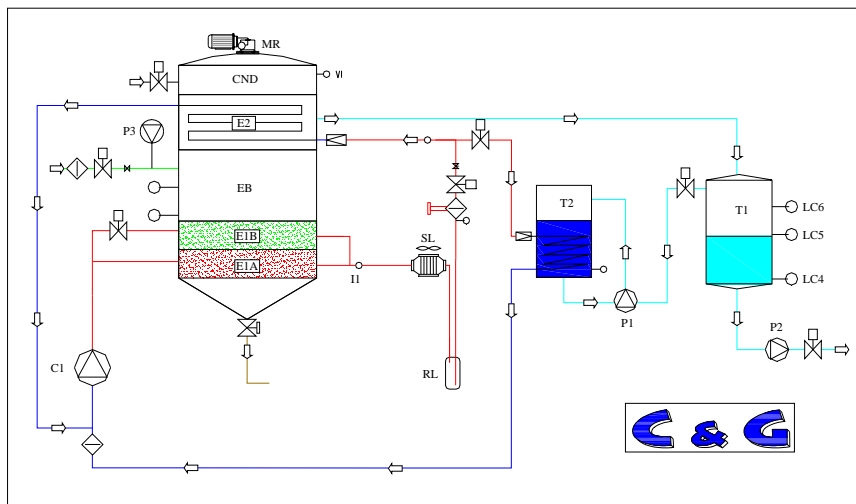 MR
CND
VI
P3
E2
EB
E1B
E1A
I1
SL
C1
RL
T2
P1
T1
LC6
LC5
LC4
P2
C & G